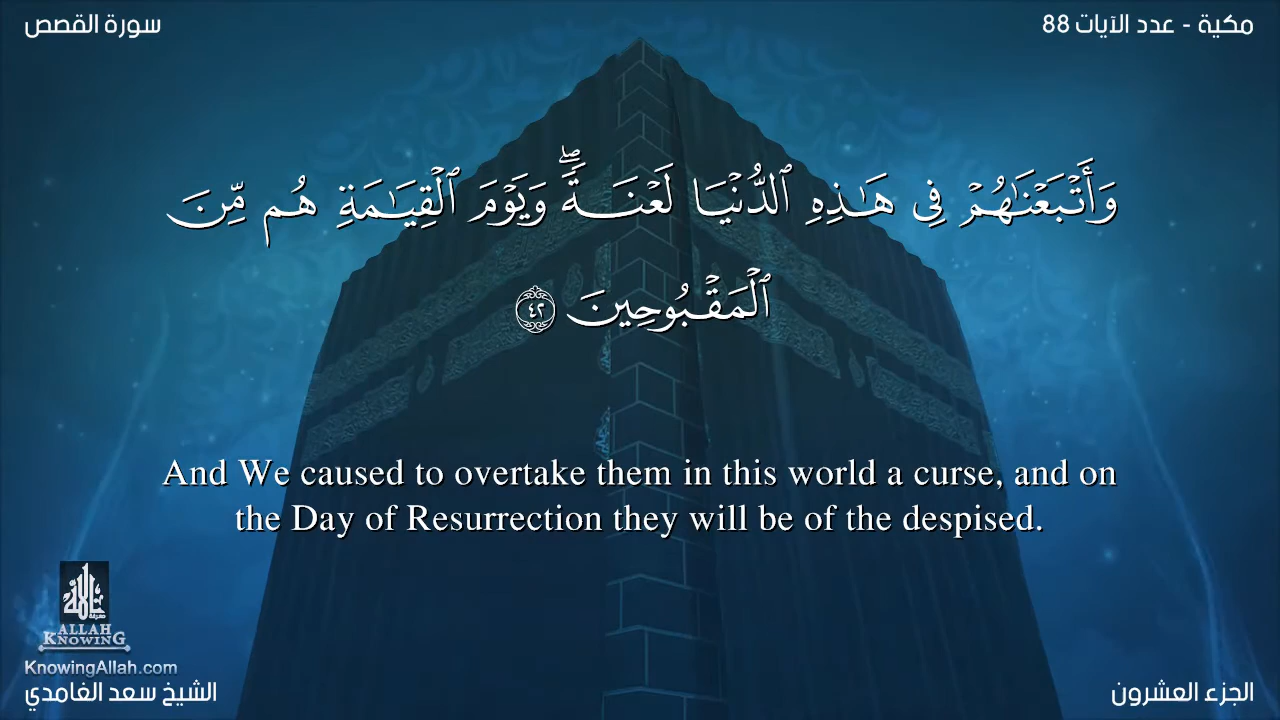 مكية - عدد الآيات 88
سورة القصص
وَأَتْبَعْنَٰهُمْ فِى هَٰذِهِ ٱلدُّنْيَا لَعْنَةًۖ وَيَوْمَ ٱلْقِيَٰمَةِ هُم مِّنَ
ٱلْمَقْبُوحِينَ ٤٢
And We caused to overtake them in this world a curse, and on
the Day of Resurrection they will be of the despised.
ALLAH
KNOWING
KnowingAllah.com
الشيخ سعد الغامدي
الجزء العشرون